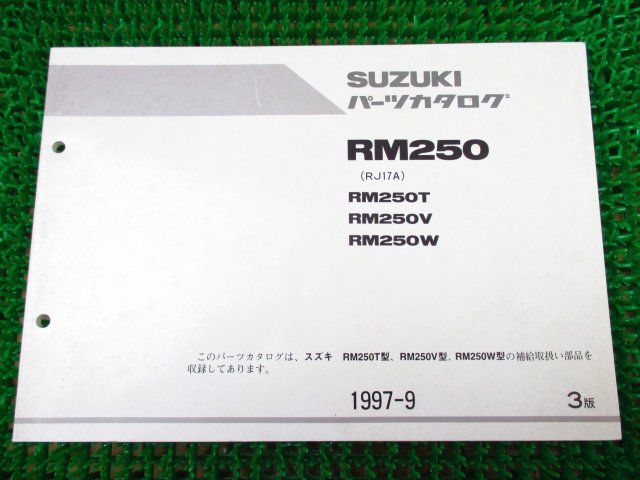 SUZUKI
パーツカタログ
RM250
(RJ17A)
RM250T
RM250V
RM250W
このパーツカタログは、スズキ RM250T型、RM250V型、RM250W型の補給取扱い部品を
収録してあります。
1997-9 3版